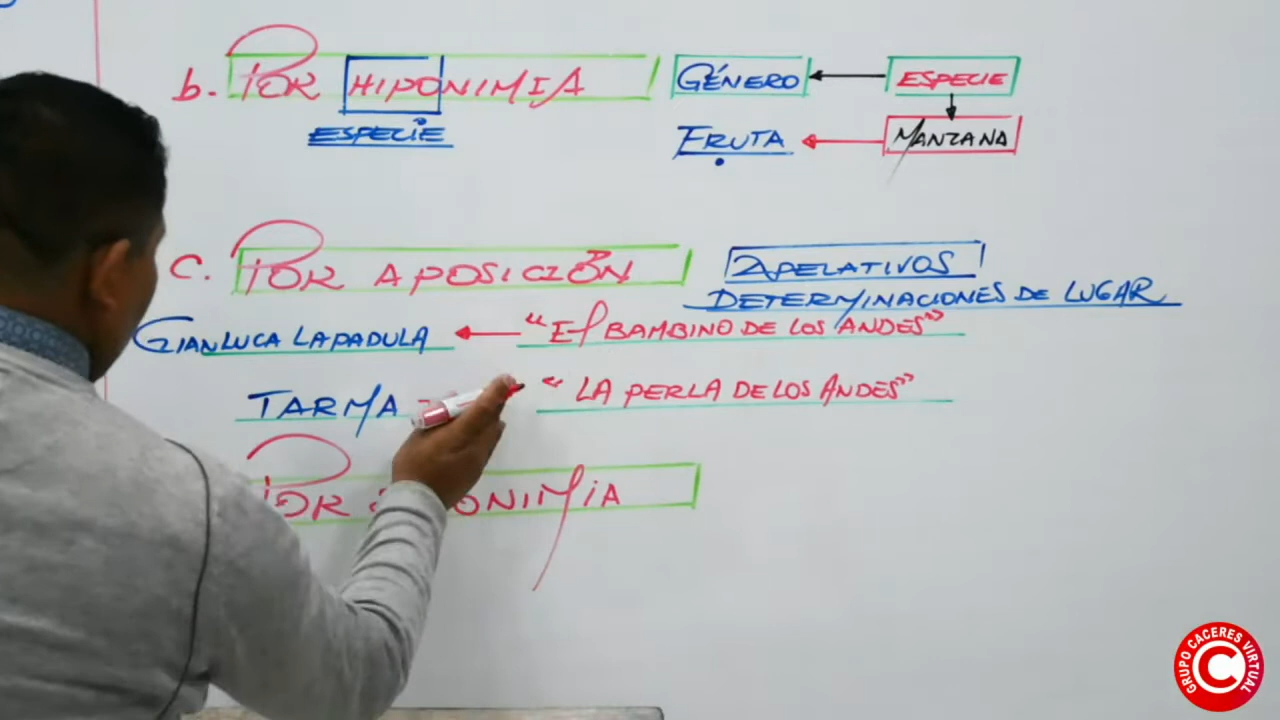 b. POR HIPONIMIA GÉNERO ESPECIE
ESPECIE FRUTA MANZANA
C. POR APOSICIÓN APELATIVOS
DETERMINACIONES DE LUGAR
GIANLUCA LAPADULA "El BAMBINO DE LOS ANDES"
TARMA "LA PERLA DE LOS ANDES"
POR
GRUPO CACERES VIRTUAL
C